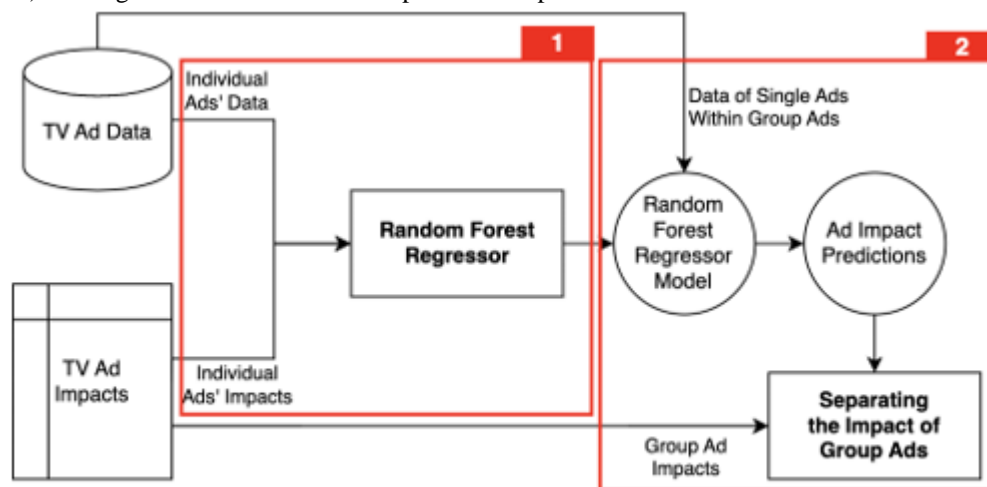 1
2
Individual
Ads' Data
TV Ad Data
Data of Single Ads
Within Group Ads
Random Forest
Regressor
Random
Forest
Regressor
Model
Ad Impact
Predictions
TV Ad
Impacts
Individual
Ads' Impacts
Separating
the Impact of
Group Ads
Group Ad
Impacts